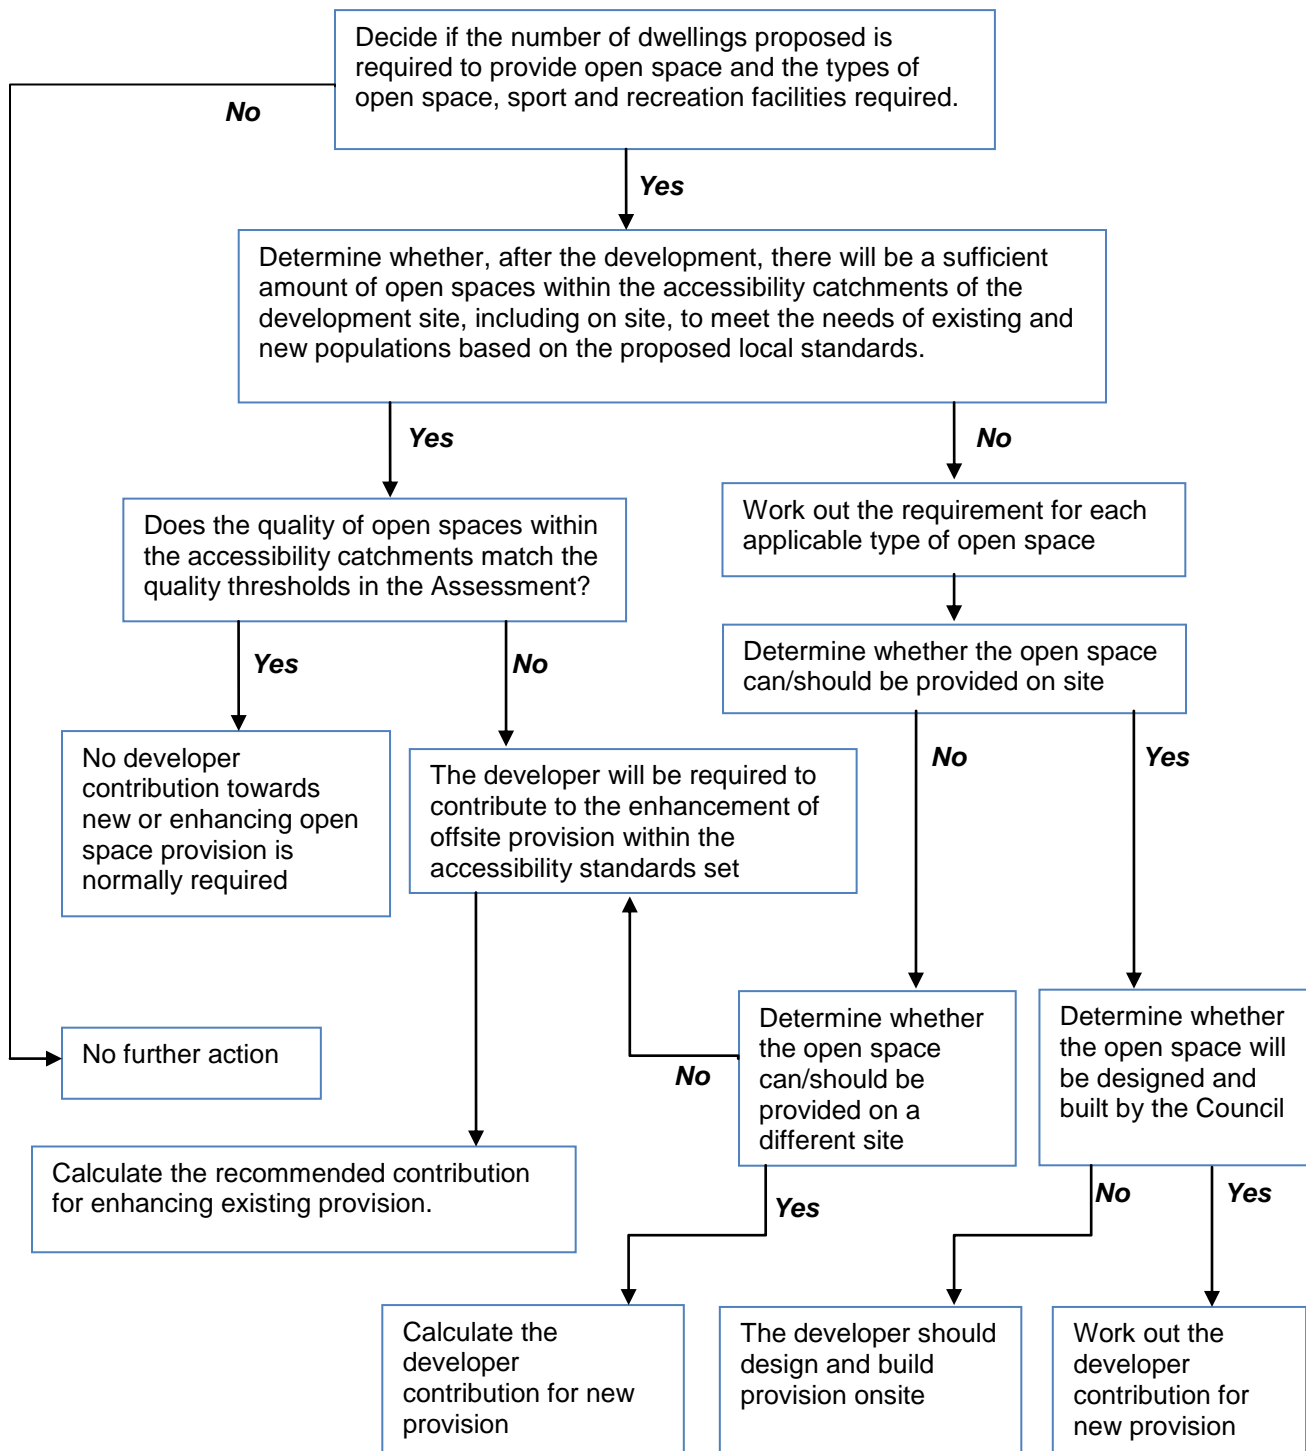 Decide if the number of dwellings proposed is
required to provide open space and the types of
open space, sport and recreation facilities required.
No
Yes
Determine whether, after the development, there will be a sufficient
amount of open spaces within the accessibility catchments of the
development site, including on site, to meet the needs of existing and
new populations based on the proposed local standards.
Yes
No
Does the quality of open spaces within
the accessibility catchments match the
quality thresholds in the Assessment?
Work out the requirement for each
applicable type of open space
Yes
No
Determine whether the open space
can/should be provided on site
No developer
contribution towards
new or enhancing open
space provision is
normally required
The developer will be required to
contribute to the enhancement of
offsite provision within the
accessibility standards set
No
Yes
No further action
No
Determine whether
the open space
can/should be
provided on a
different site
Determine whether
the open space will
be designed and
built by the Council
Calculate the recommended contribution
for enhancing existing provision.
Yes
No
Yes
Calculate the
developer
contribution for new
provision
The developer should
design and build
provision onsite
Work out the
developer
contribution for
new provision